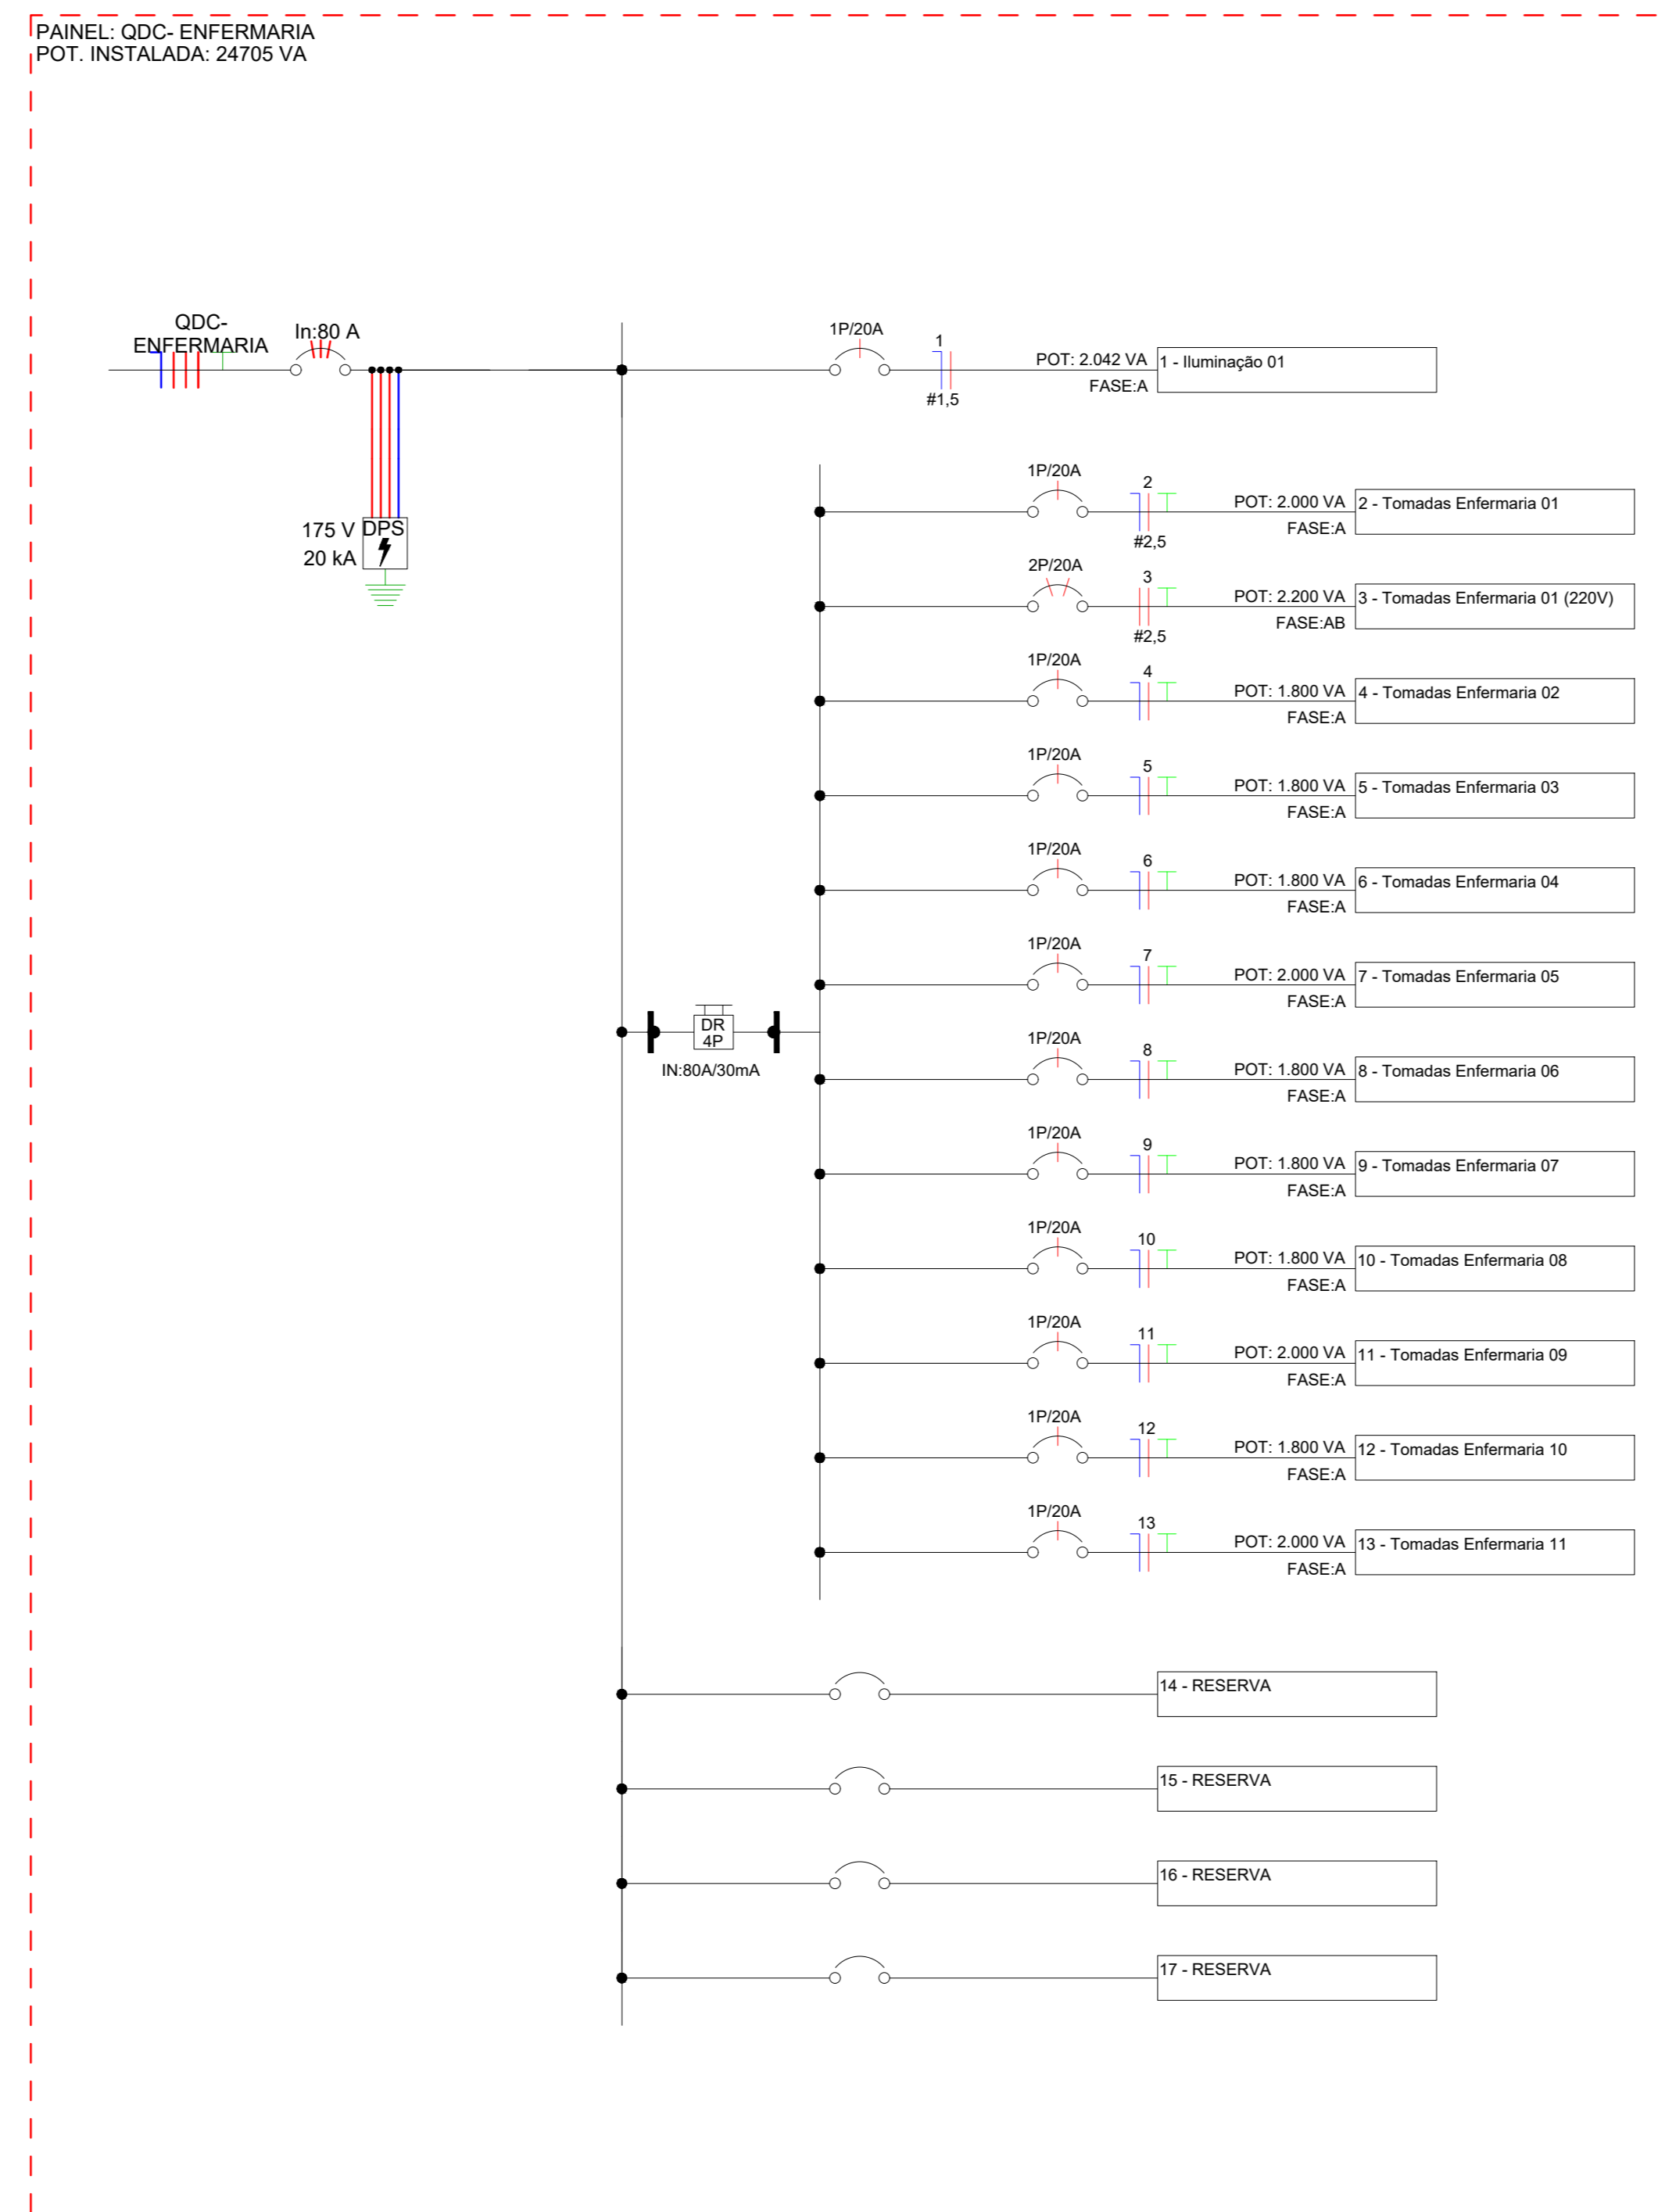 PAINEL: QDC- ENFERMARIA
POT. INSTALADA: 24705 VA
QDC-
ENFERMARIA
In:80 A
175 V
20 kA
DPS
1P/20A
1
#1,5
POT: 2.042 VA
FASE:A
1 - Iluminação 01
1P/20A
2
#2,5
POT: 2.000 VA
FASE:A
2 - Tomadas Enfermaria 01
2P/20A
3
#2,5
POT: 2.200 VA
FASE:AB
3 - Tomadas Enfermaria 01 (220V)
1P/20A
4
POT: 1.800 VA
FASE:A
4 - Tomadas Enfermaria 02
1P/20A
5
POT: 1.800 VA
FASE:A
5 - Tomadas Enfermaria 03
1P/20A
6
POT: 1.800 VA
FASE:A
6 - Tomadas Enfermaria 04
1P/20A
7
POT: 2.000 VA
FASE:A
7 - Tomadas Enfermaria 05
DR
4P
IN:80A/30mA
1P/20A
8
POT: 1.800 VA
FASE:A
8 - Tomadas Enfermaria 06
1P/20A
9
POT: 1.800 VA
FASE:A
9 - Tomadas Enfermaria 07
1P/20A
10
POT: 1.800 VA
FASE:A
10 - Tomadas Enfermaria 08
1P/20A
11
POT: 2.000 VA
FASE:A
11 - Tomadas Enfermaria 09
1P/20A
12
POT: 1.800 VA
FASE:A
12 - Tomadas Enfermaria 10
1P/20A
13
POT: 2.000 VA
FASE:A
13 - Tomadas Enfermaria 11
14 - RESERVA
15 - RESERVA
16 - RESERVA
17 - RESERVA